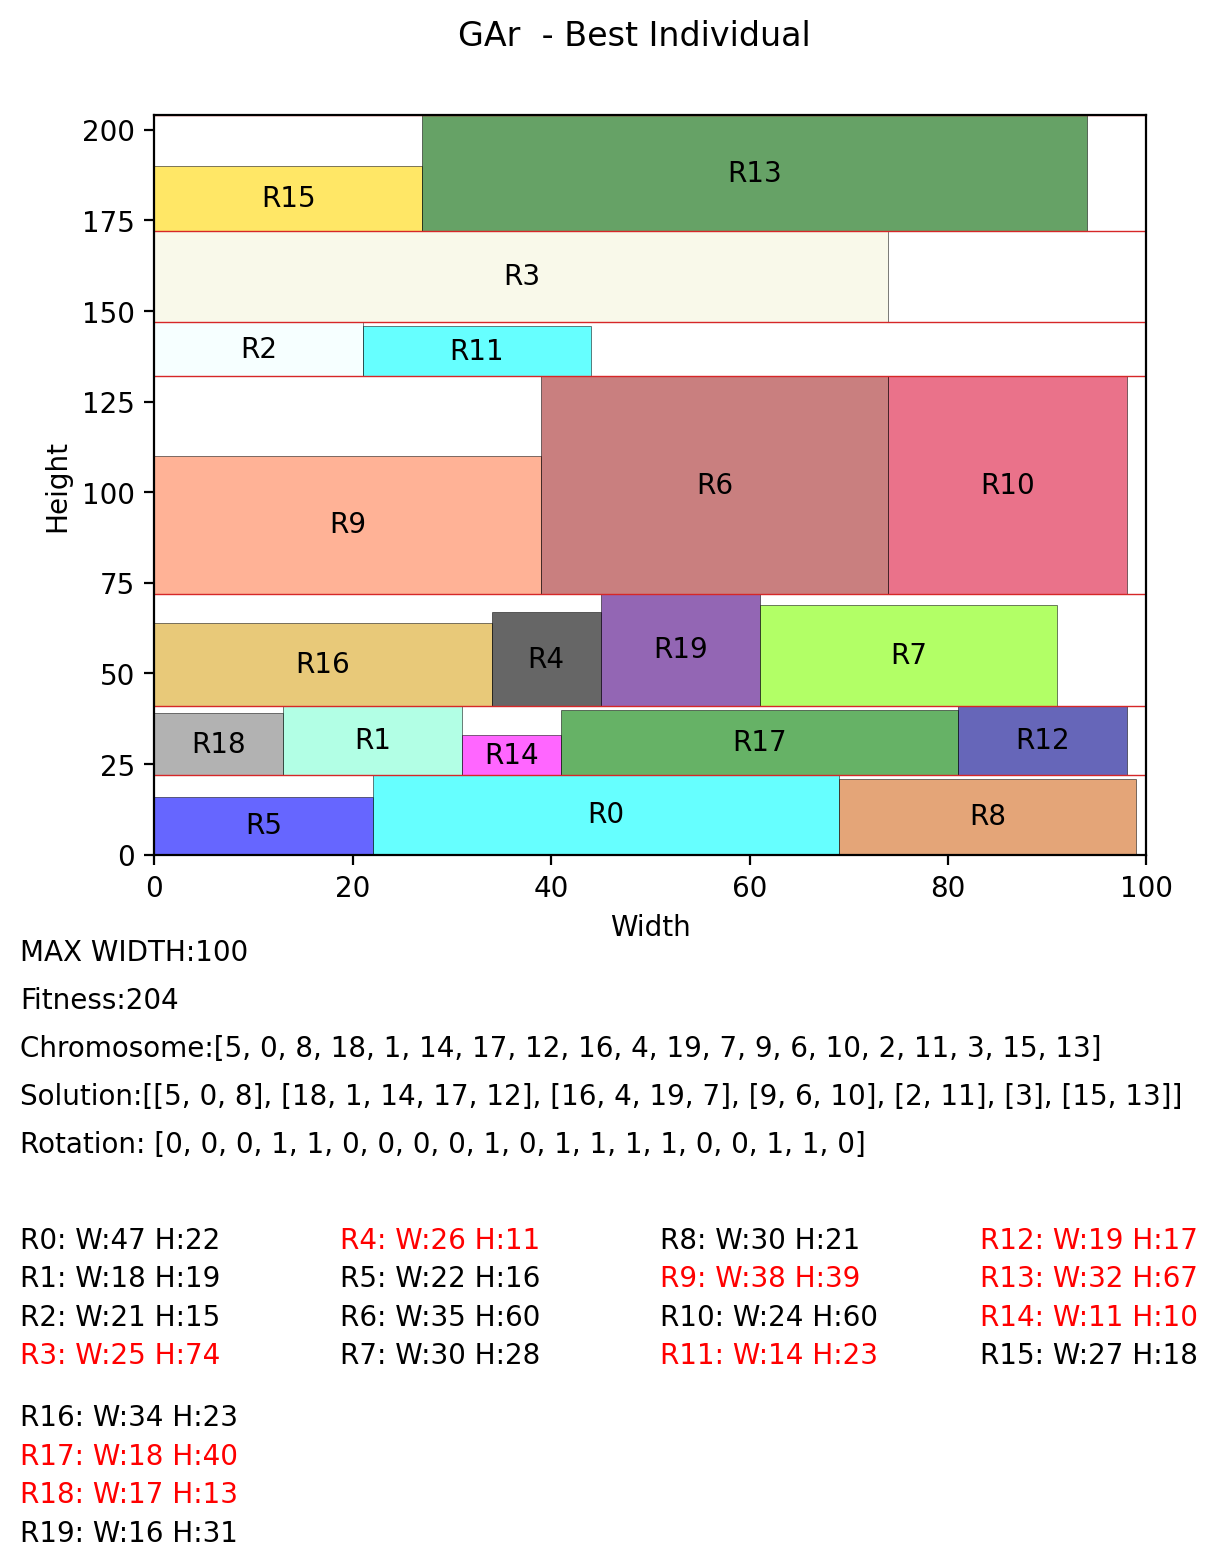 GAr - Best Individual
200
R13
R15
175
R3
150
R2
R11
125
Height
100
R6
R10
R9
75
R16
R4
R19
R7
50
R18
R1
R14
R17
R12
25
R5
R0
R8
0
0 20 40 60 80 100
Width
MAX WIDTH:100
Fitness:204
Chromosome:[5, 0, 8, 18, 1, 14, 17, 12, 16, 4, 19, 7, 9, 6, 10, 2, 11, 3, 15, 13]
Solution:[[5, 0, 8], [18, 1, 14, 17, 12], [16, 4, 19, 7], [9, 6, 10], [2, 11], [3], [15, 13]]
Rotation: [0, 0, 0, 1, 1, 0, 0, 0, 0, 1, 0, 1, 1, 1, 1, 0, 0, 1, 1, 0]
R0: W:47 H:22 R4: W:26 H:11 R8: W:30 H:21 R12: W:19 H:17
R1: W:18 H:19 R5: W:22 H:16 R9: W:38 H:39 R13: W:32 H:67
R2: W:21 H:15 R6: W:35 H:60 R10: W:24 H:60 R14: W:11 H:10
R3: W:25 H:74 R7: W:30 H:28 R11: W:14 H:23 R15: W:27 H:18
R16: W:34 H:23
R17: W:18 H:40
R18: W:17 H:13
R19: W:16 H:31